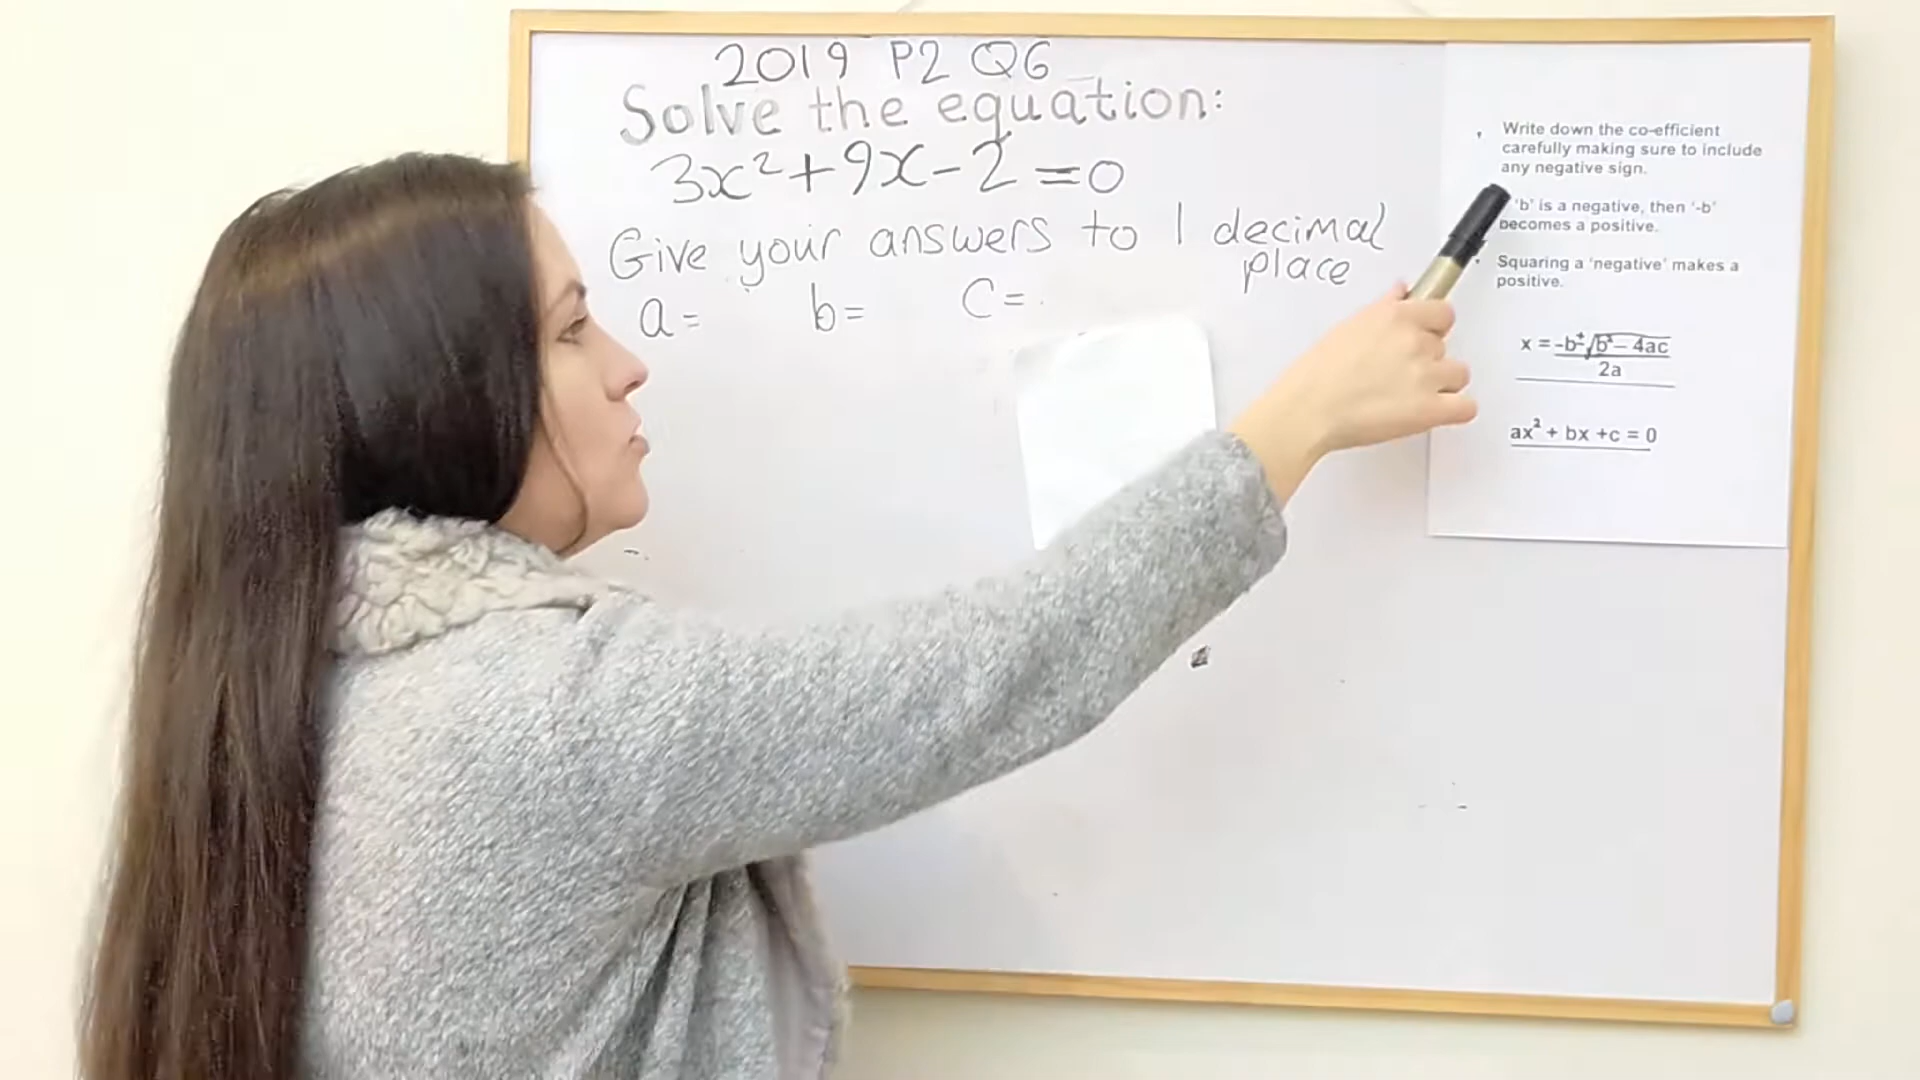 2019 P2 Q6
Solve the equation:
3x²+9x-2=0
Give your answers to 1 decimal
place
a= b= C=
Write down the co-efficient
carefully making sure to include
any negative sign.
'b' is a negative, then '-b'
becomes a positive.
Squaring a 'negative' makes a
positive.
x = -b±√b²- 4ac
2a
ax² + bx +c = 0